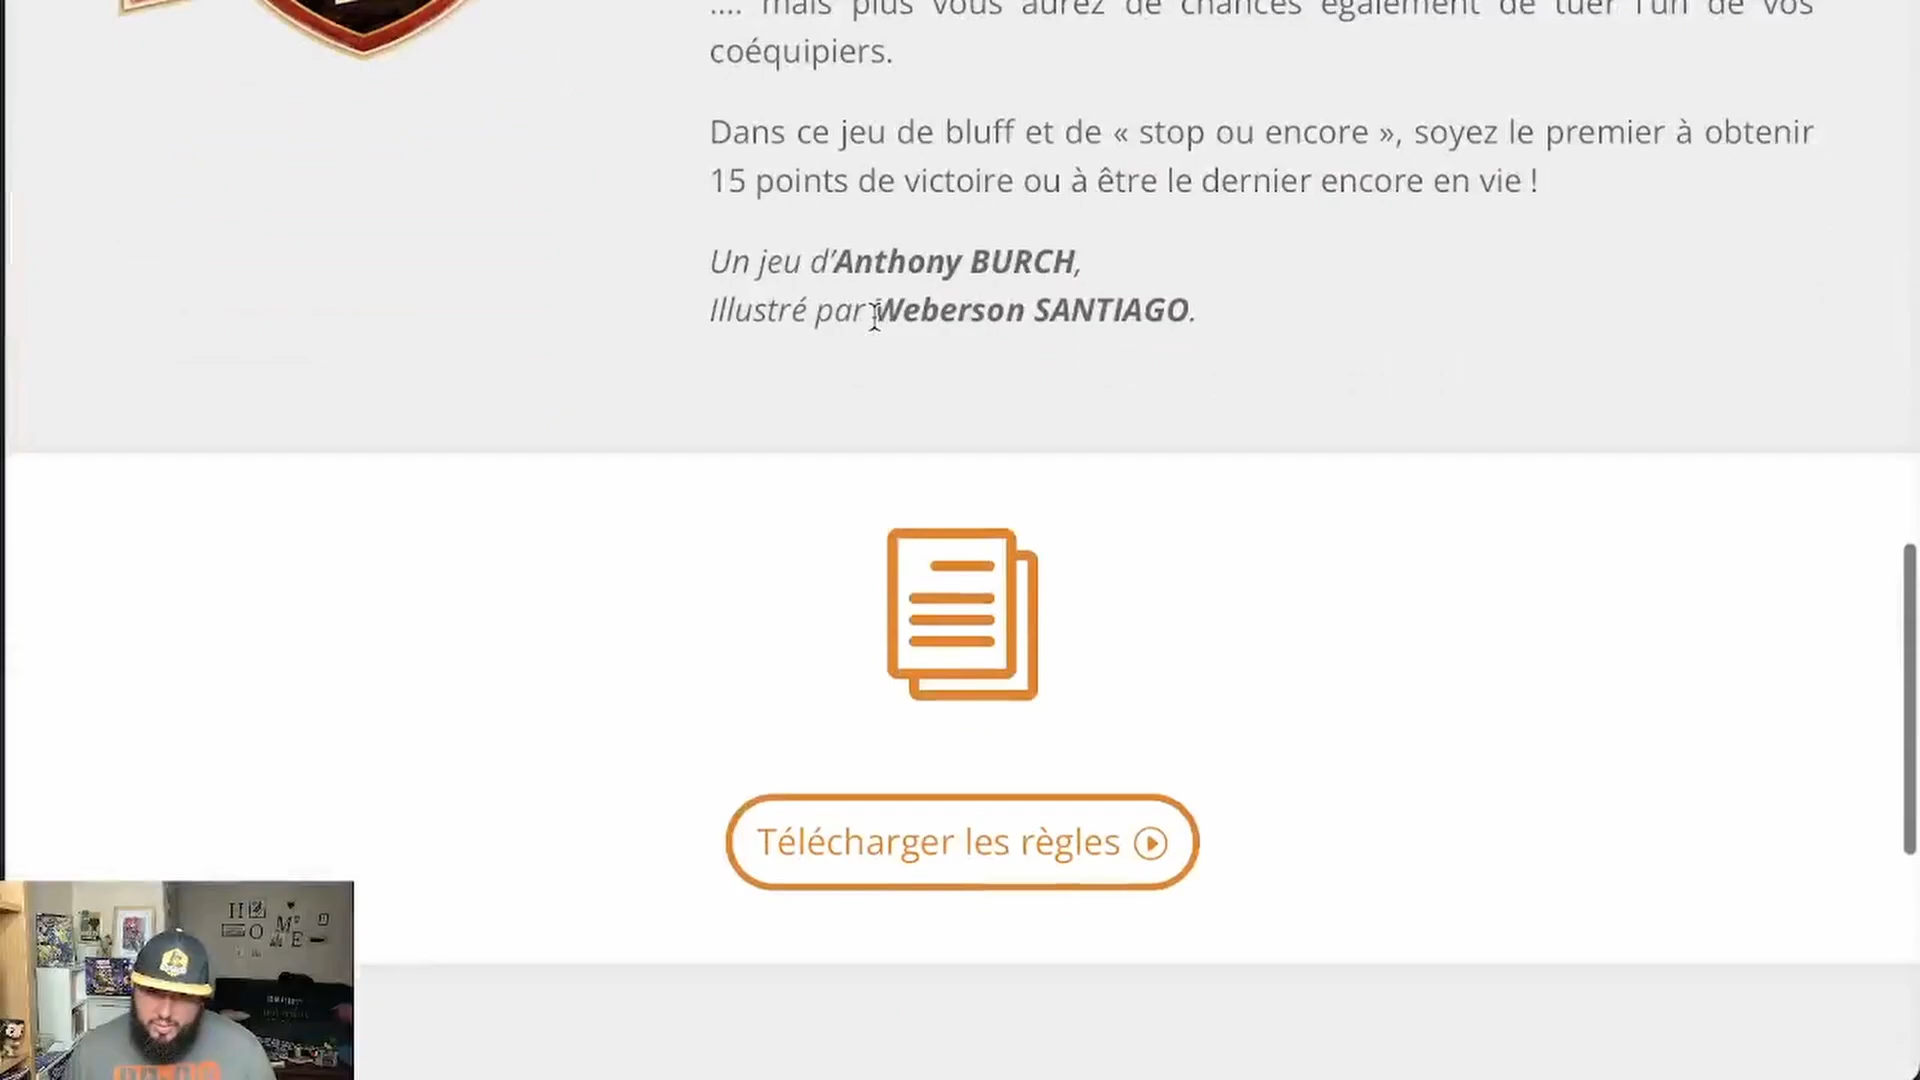 .... mais plus vous aurez de chances également de tuer l'un de vos
coéquipiers.
Dans ce jeu de bluff et de « stop ou encore », soyez le premier à obtenir
15 points de victoire ou à être le dernier encore en vie !
Un jeu d'Anthony BURCH,
Illustré par Weberson SANTIAGO.
Télécharger les règles